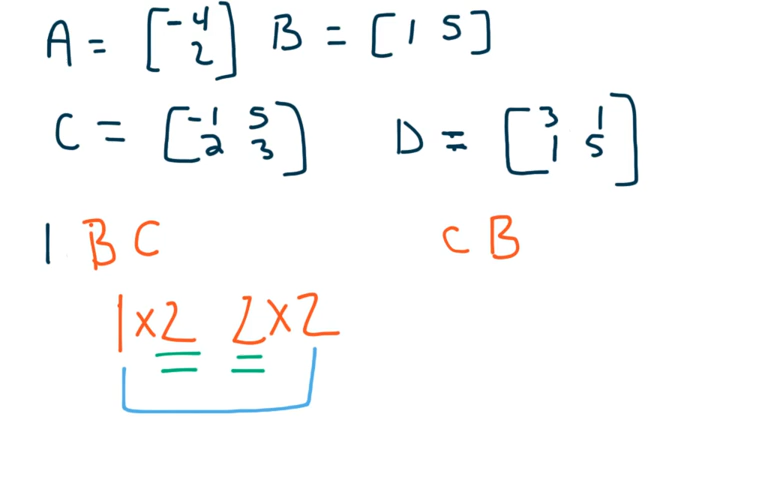 A = [-4 2] B = [1 5]
C = [-1 5 2 3] D = [3 1 1 5]
1 BC CB
1x2 2x2